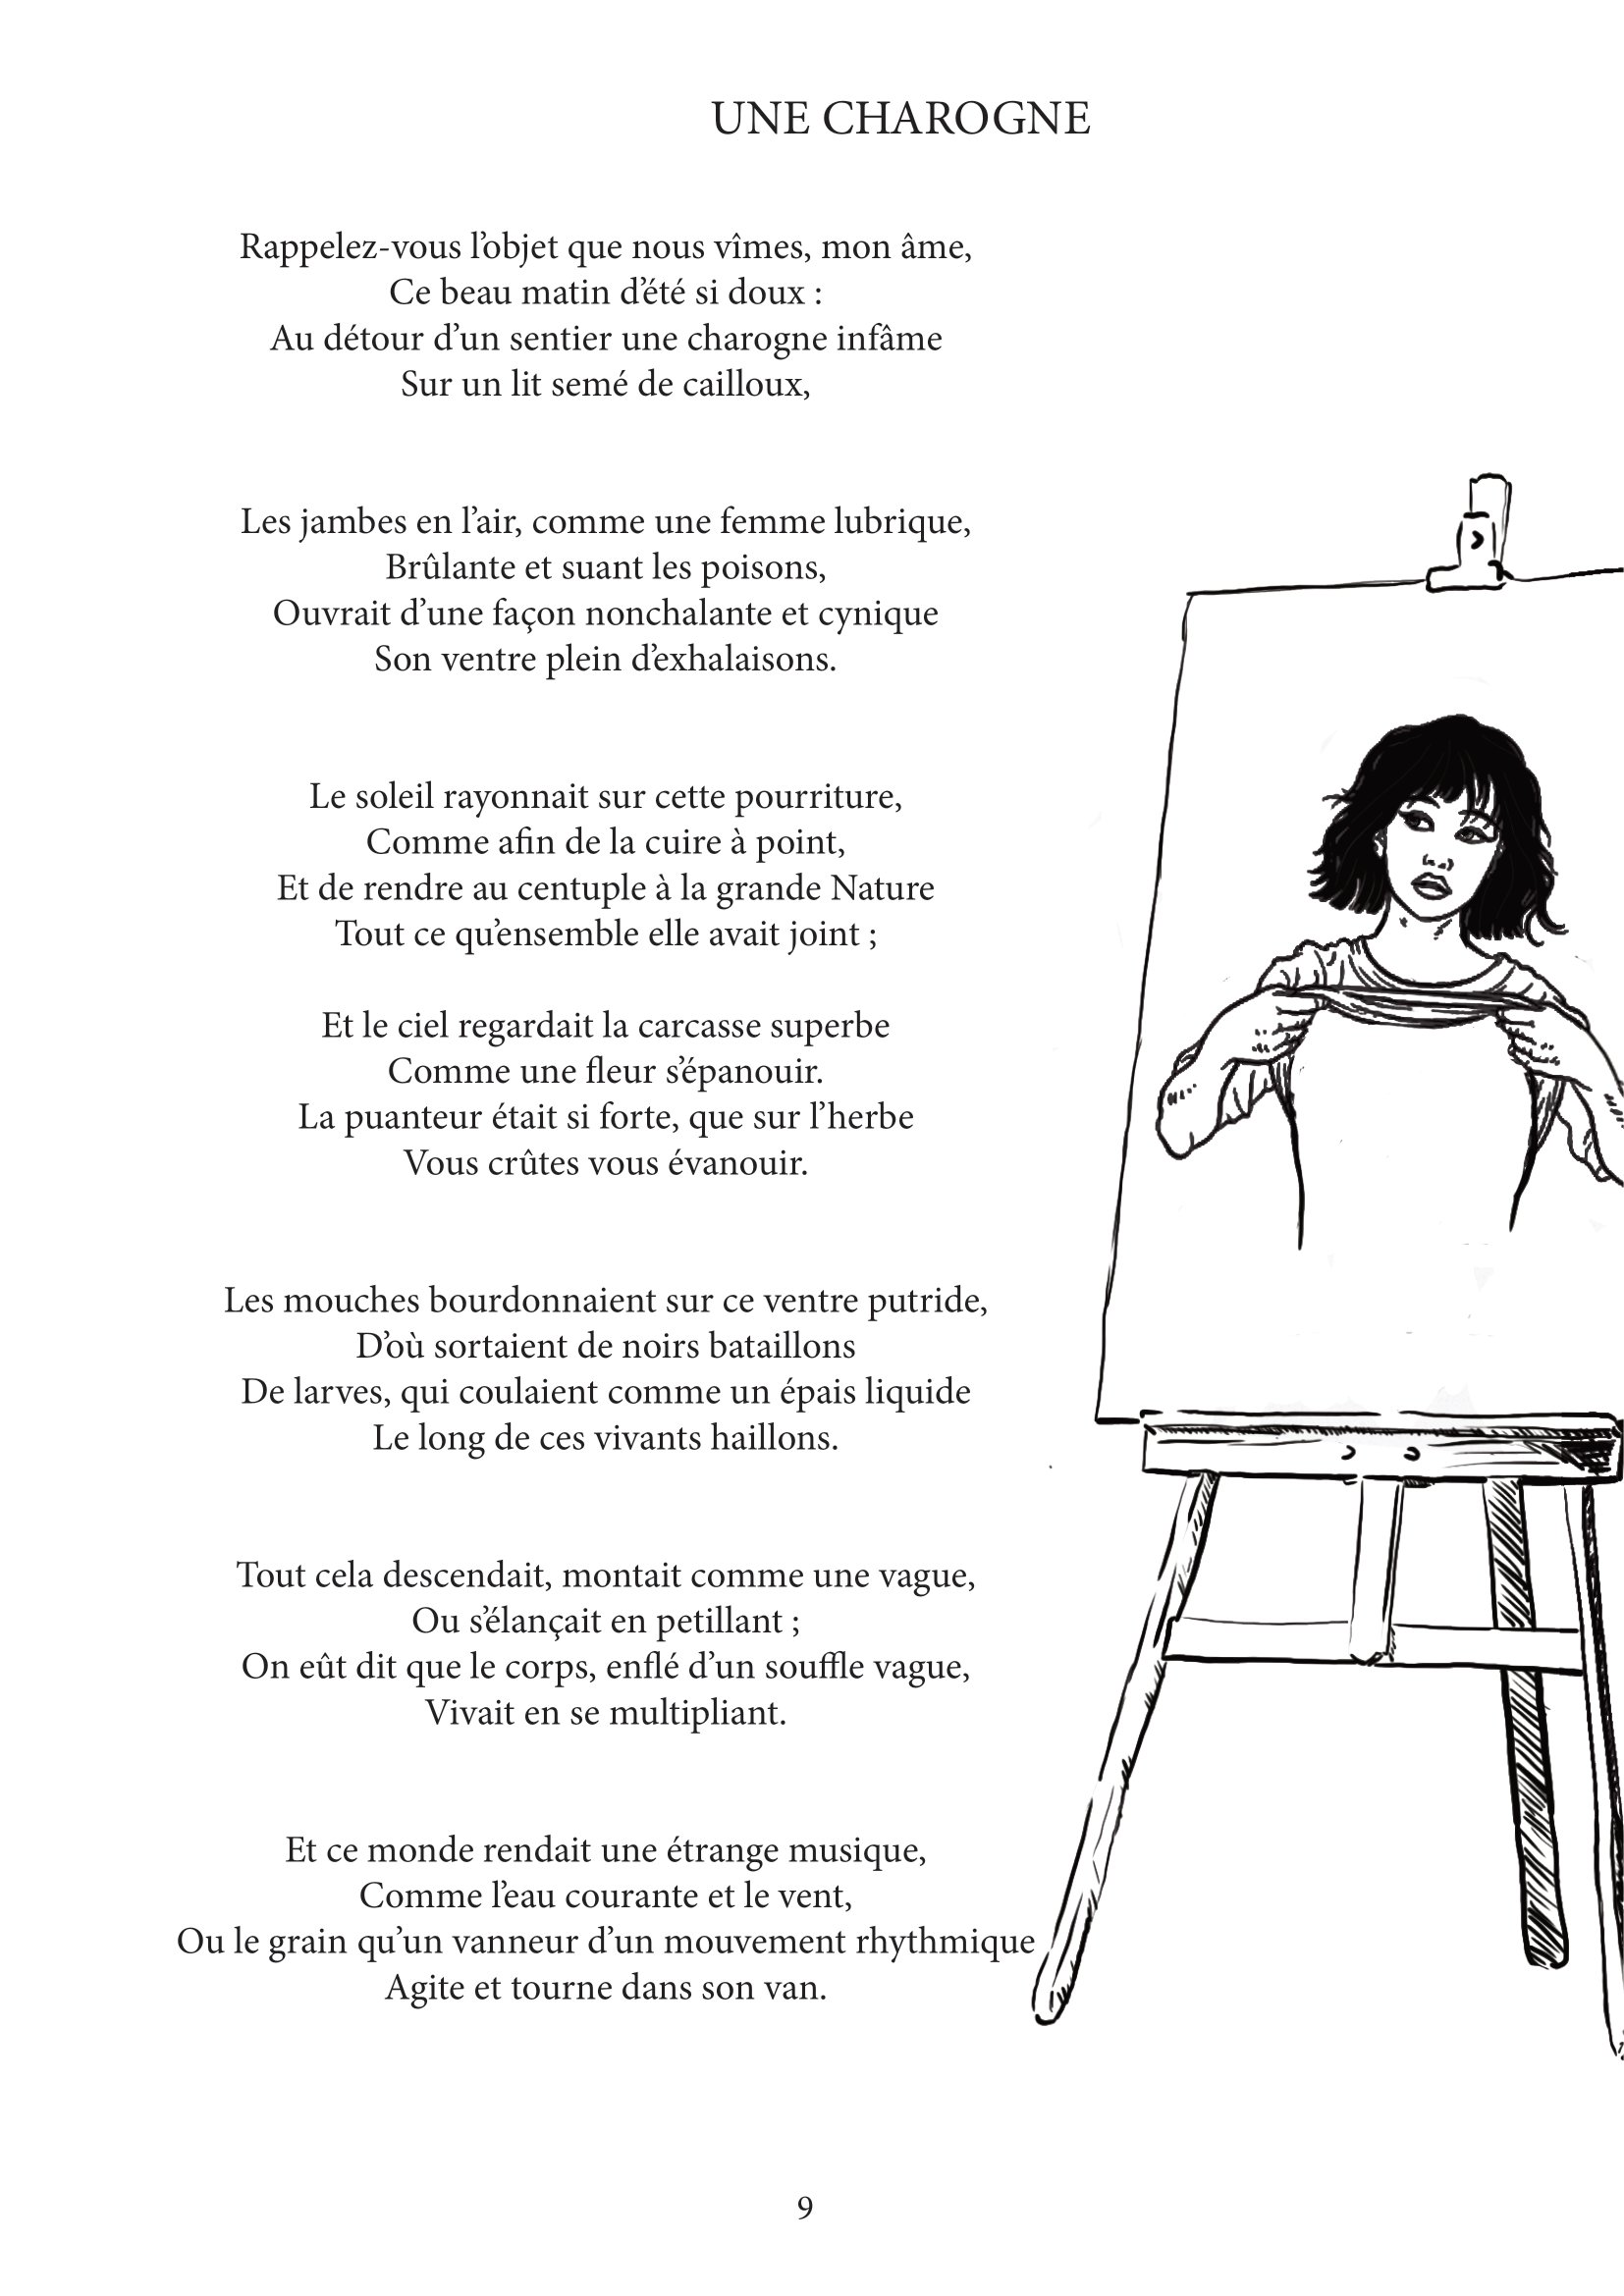 UNE CHAROGNE
Rappelez-vous l’objet que nous vîmes, mon âme,
Ce beau matin d’été si doux :
Au détour d’un sentier une charogne infâme
Sur un lit semé de cailloux,
Les jambes en l’air, comme une femme lubrique,
Brûlante et suant les poisons,
Ouvrait d’une façon nonchalante et cynique
Son ventre plein d’exhalaisons.
Le soleil rayonnait sur cette pourriture,
Comme afin de la cuire à point,
Et de rendre au centuple à la grande Nature
Tout ce qu’ensemble elle avait joint ;
Et le ciel regardait la carcasse superbe
Comme une fleur s’épanouir.
La puanteur était si forte, que sur l’herbe
Vous crûtes vous évanouir.
Les mouches bourdonnaient sur ce ventre putride,
D’où sortaient de noirs bataillons
De larves, qui coulaient comme un épais liquide
Le long de ces vivants haillons.
Tout cela descendait, montait comme une vague,
Ou s’élançait en petillant ;
On eût dit que le corps, enflé d’un souffle vague,
Vivait en se multipliant.
Et ce monde rendait une étrange musique,
Comme l’eau courante et le vent,
Ou le grain qu’un vanneur d’un mouvement rhythmique
Agite et tourne dans son van.
9